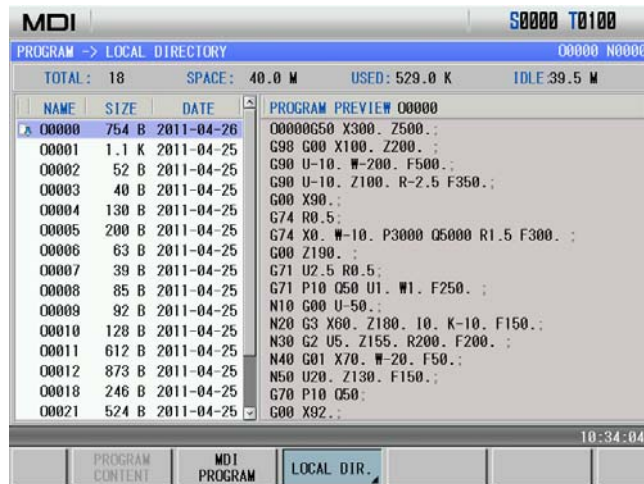 MDI S0000 T0100
PROGRAM -> LOCAL DIRECTORY O0000 N0000
TOTAL: 18 SPACE: 40.0 M USED: 529.0 K IDLE:39.5 M
NAME SIZE DATE
O0000 754 B 2011-04-26
O0001 1.1 K 2011-04-25
O0002 52 B 2011-04-25
O0003 40 B 2011-04-25
O0004 130 B 2011-04-25
O0005 200 B 2011-04-25
O0006 63 B 2011-04-25
O0007 39 B 2011-04-25
O0008 85 B 2011-04-25
O0009 92 B 2011-04-25
O0010 128 B 2011-04-25
O0011 612 B 2011-04-25
O0012 873 B 2011-04-25
O0018 246 B 2011-04-25
O0021 524 B 2011-04-25
PROGRAM PREVIEW O0000
O0000G50 X300. Z500.;
G98 G00 X100. Z200. ;
G90 U-10. W-200. F500.;
G90 U-10. Z100. R-2.5 F350.;
G00 X90.;
G74 R0.5;
G74 X0. W-10. P3000 Q5000 R1.5 F300. ;
G00 Z190. ;
G71 U2.5 R0.5;
G71 P10 Q50 U1. W1. F250. ;
N10 G00 U-50.;
N20 G3 X60. Z180. I0. K-10. F150.;
N30 G2 U5. Z155. R200. F200. ;
N40 G01 X70. W-20. F50.;
N50 U20. Z130. F150.;
G70 P10 Q50;
G00 X92.;
10:34:04
PROGRAM CONTENT
MDI PROGRAM
LOCAL DIR.